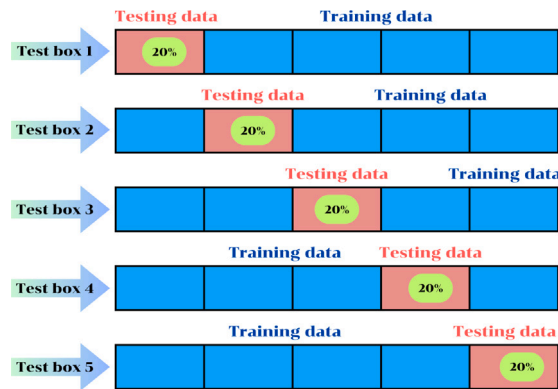 Testing data Training data
Test box 1 20%
Testing data Training data
Test box 2 20%
Testing data Training data
Test box 3 20%
Training data Testing data
Test box 4 20%
Training data Testing data
Test box 5 20%